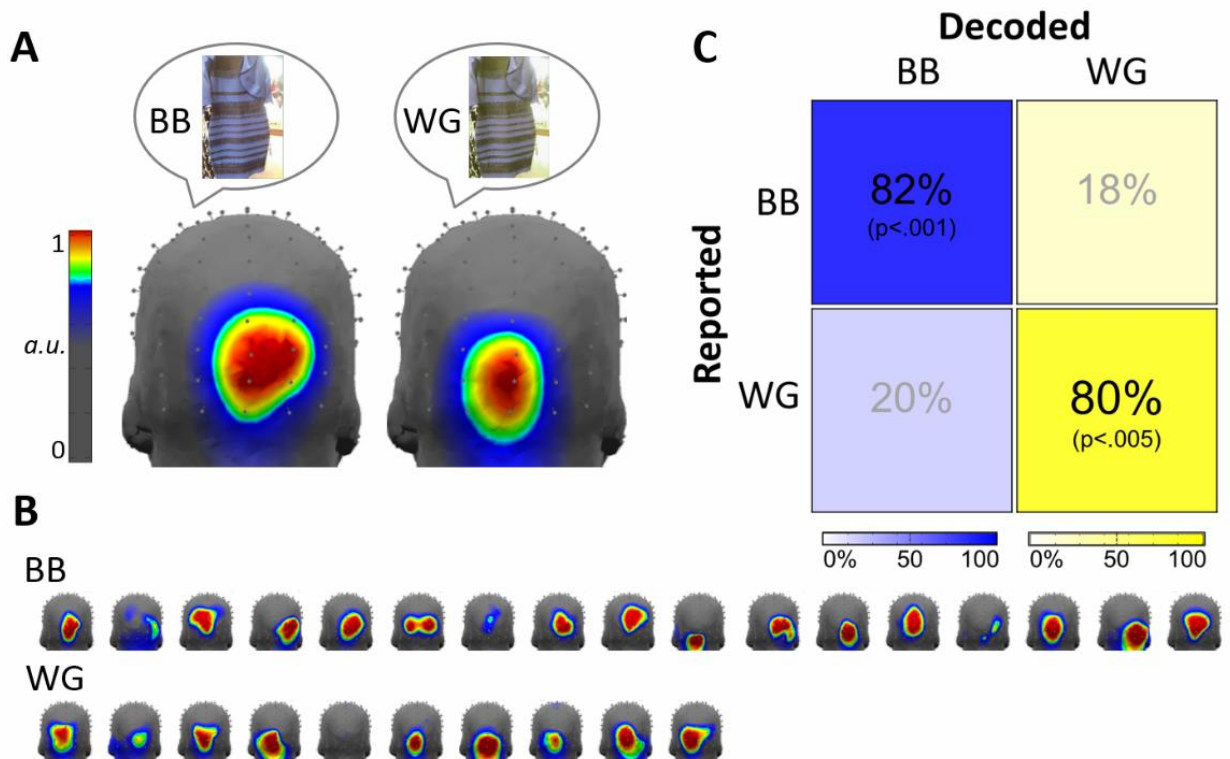 A
BB
WG
1
a.u.
0
B
BB
WG
C
Decoded
BB WG
Reported
BB
82%
(p<.001)
18%
WG
20%
80%
(p<.005)
0% 50 100
0% 50 100